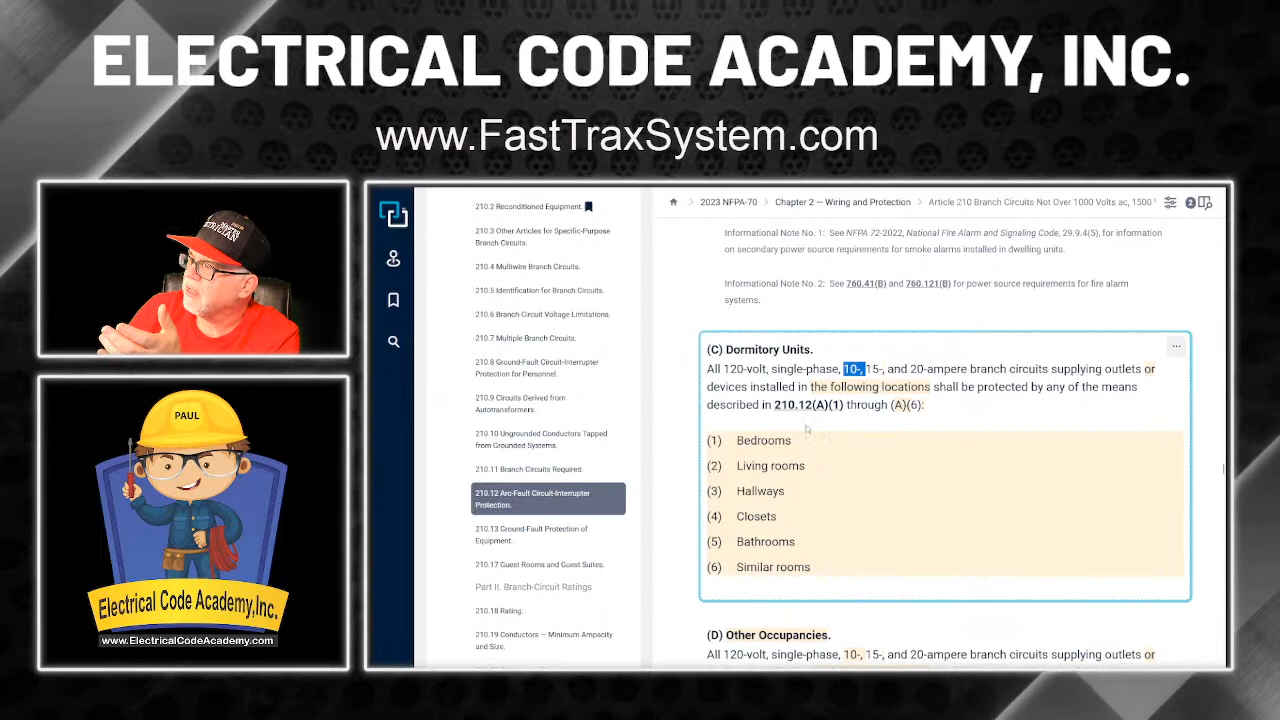 ELECTRICAL CODE ACADEMY, INC.
www.FastTraxSystem.com
PAUL
Electrical Code Academy,Inc.
www.ElectricalCodeAcademy.com
210.2 Reconditioned Equipment.
210.3 Other Articles for Specific-Purpose
Branch Circuits.
210.4 Multiwire Branch Circuits.
210.5 Identification for Branch Circuits.
210.6 Branch-Circuit Voltage Limitations.
210.7 Multiple Branch Circuits.
210.8 Ground-Fault Circuit-Interrupter
Protection for Personnel.
210.9 Circuits Derived from
Autotransformers.
210.10 Ungrounded Conductors Tapped
from Grounded Systems.
210.11 Branch Circuits Required.
210.12 Arc-Fault Circuit-Interrupter
Protection.
210.13 Ground-Fault Protection of
Equipment.
210.17 Guest Rooms and Guest Suites.
Part II. Branch-Circuit Ratings
210.18 Rating.
210.19 Conductors — Minimum Ampacity
and Size.
2023 NFPA-70 > Chapter 2 — Wiring and Protection > Article 210 Branch Circuits Not Over 1000 Volts ac, 1500
2
Informational Note No. 1: See NFPA 72-2022, National Fire Alarm and Signaling Code, 29.9.4(5), for information
on secondary power source requirements for smoke alarms installed in dwelling units.
Informational Note No. 2: See 760.41(B) and 760.121(B) for power source requirements for fire alarm
systems.
(C) Dormitory Units.
All 120-volt, single-phase, 10-, 15-, and 20-ampere branch circuits supplying outlets or
devices installed in the following locations shall be protected by any of the means
described in 210.12(A)(1) through (A)(6):
(1) Bedrooms
(2) Living rooms
(3) Hallways
(4) Closets
(5) Bathrooms
(6) Similar rooms
(D) Other Occupancies.
All 120-volt, single-phase, 10-, 15-, and 20-ampere branch circuits supplying outlets or